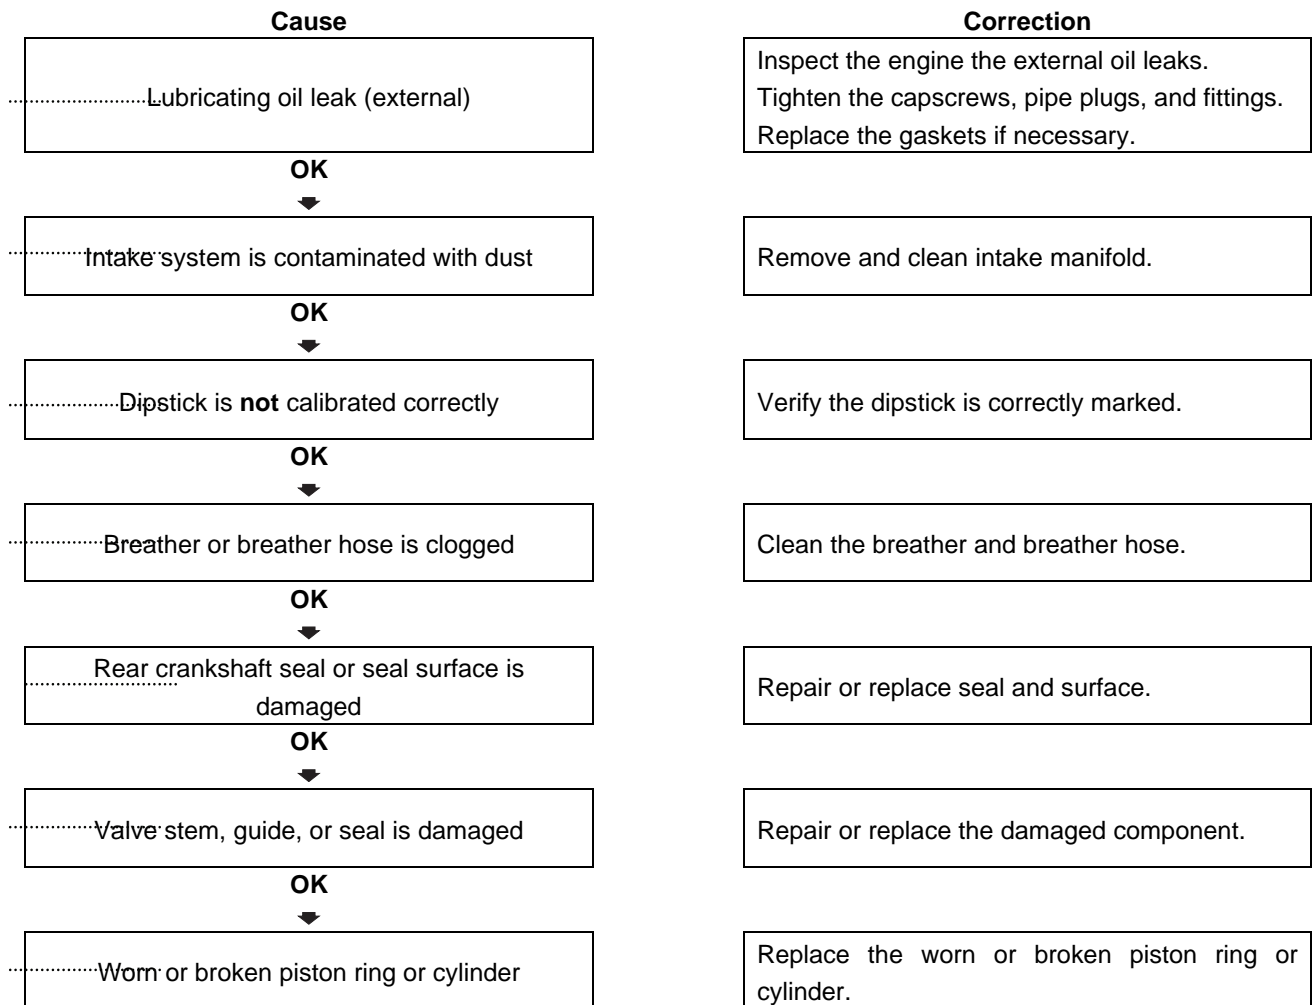 Cause
Correction
Lubricating oil leak (external)
Inspect the engine the external oil leaks.
Tighten the capscrews, pipe plugs, and fittings.
Replace the gaskets if necessary.
OK
Intake system is contaminated with dust
Remove and clean intake manifold.
OK
Dipstick is not calibrated correctly
Verify the dipstick is correctly marked.
OK
Breather or breather hose is clogged
Clean the breather and breather hose.
OK
Rear crankshaft seal or seal surface is
damaged
Repair or replace seal and surface.
OK
Valve stem, guide, or seal is damaged
Repair or replace the damaged component.
OK
Worn or broken piston ring or cylinder
Replace the worn or broken piston ring or
cylinder.